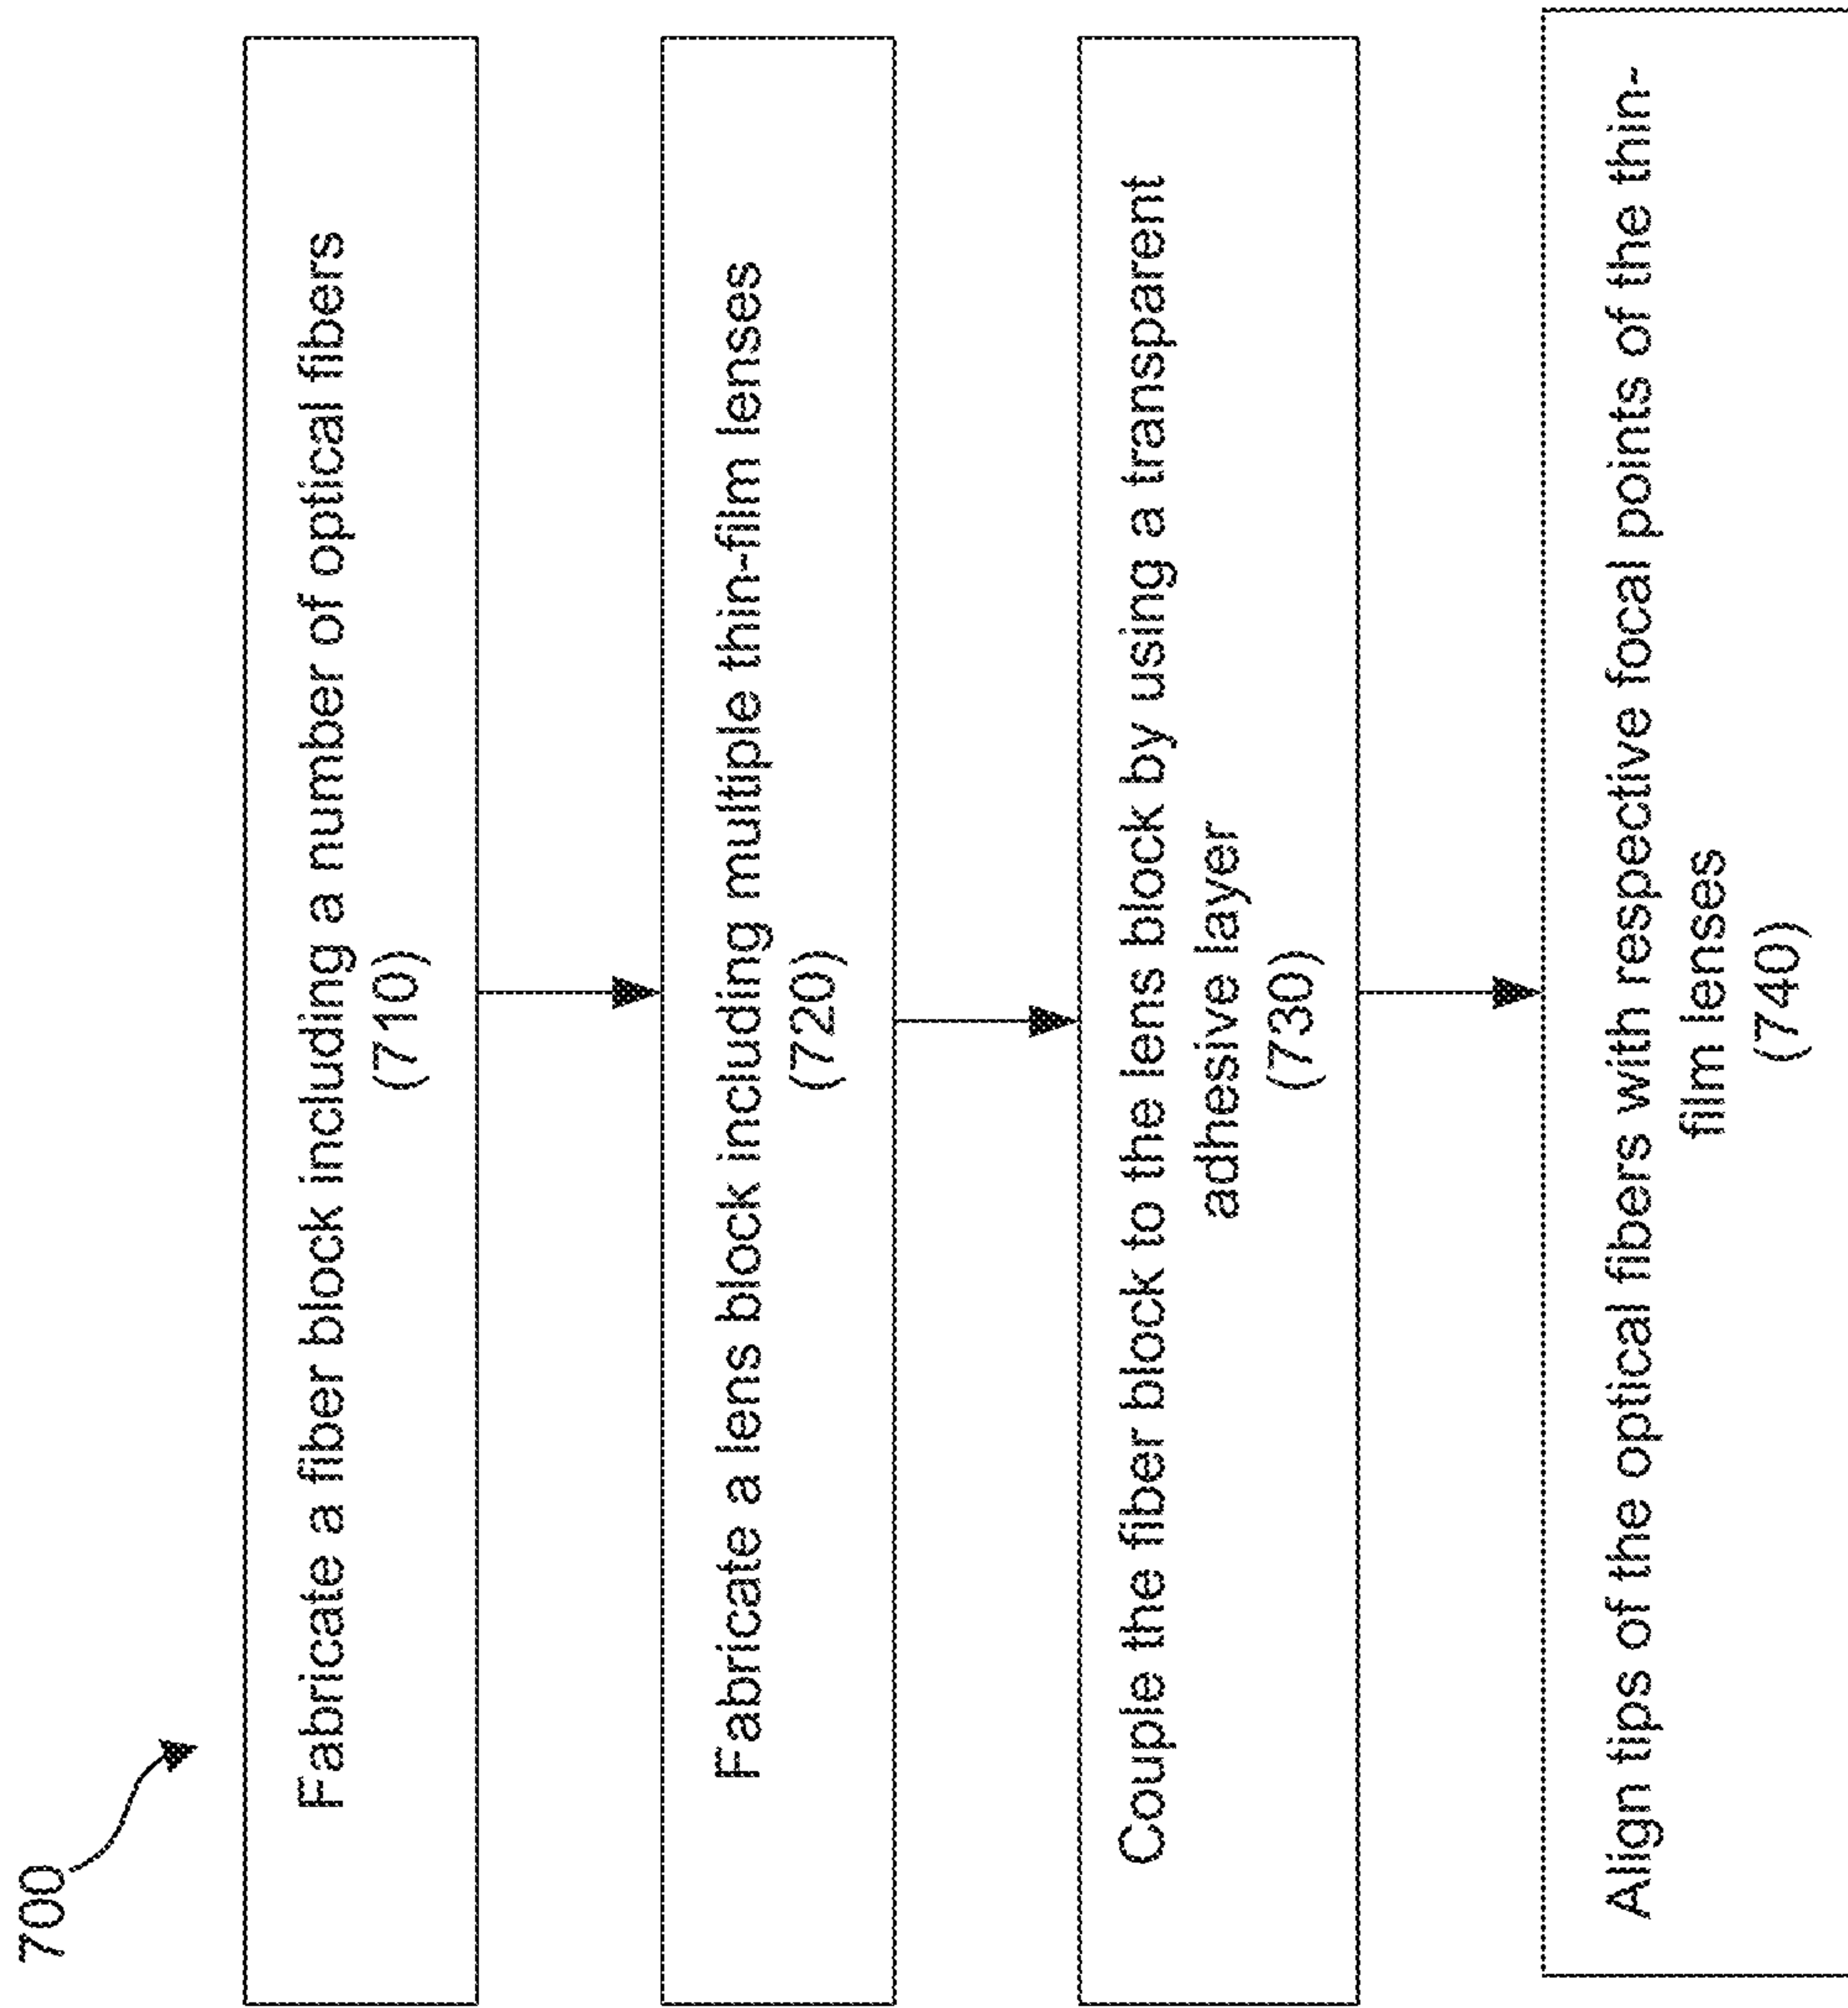 700
Fabricate a fiber block including a number of optical fibers
(710)
Fabricate a lens block including multiple thin-film lenses
(720)
Couple the fiber block to the lens block by using a transparent
adhesive layer
(730)
Align tips of the optical fibers with respective focal points of the thin-
film lenses
(740)